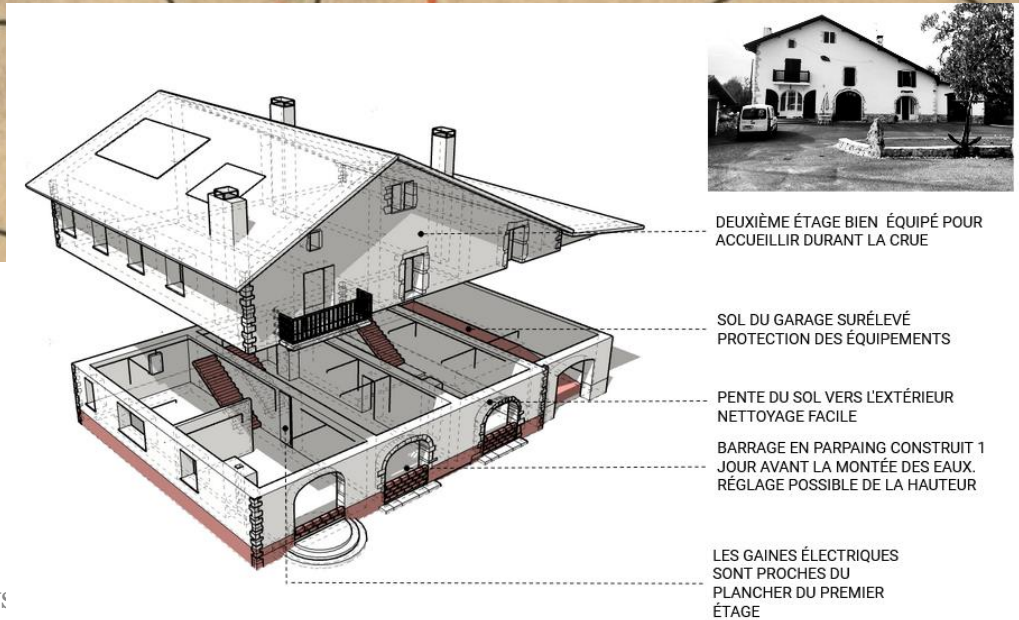 DEUXIÈME ÉTAGE BIEN ÉQUIPÉ POUR
ACCUEILLIR DURANT LA CRUE
SOL DU GARAGE SURÉLEVÉ
PROTECTION DES ÉQUIPEMENTS
PENTE DU SOL VERS L'EXTÉRIEUR
NETTOYAGE FACILE
BARRAGE EN PARPAING CONSTRUIT 1
JOUR AVANT LA MONTÉE DES EAUX.
RÉGLAGE POSSIBLE DE LA HAUTEUR
LES GAINES ÉLECTRIQUES
SONT PROCHES DU
PLANCHER DU PREMIER
ÉTAGE